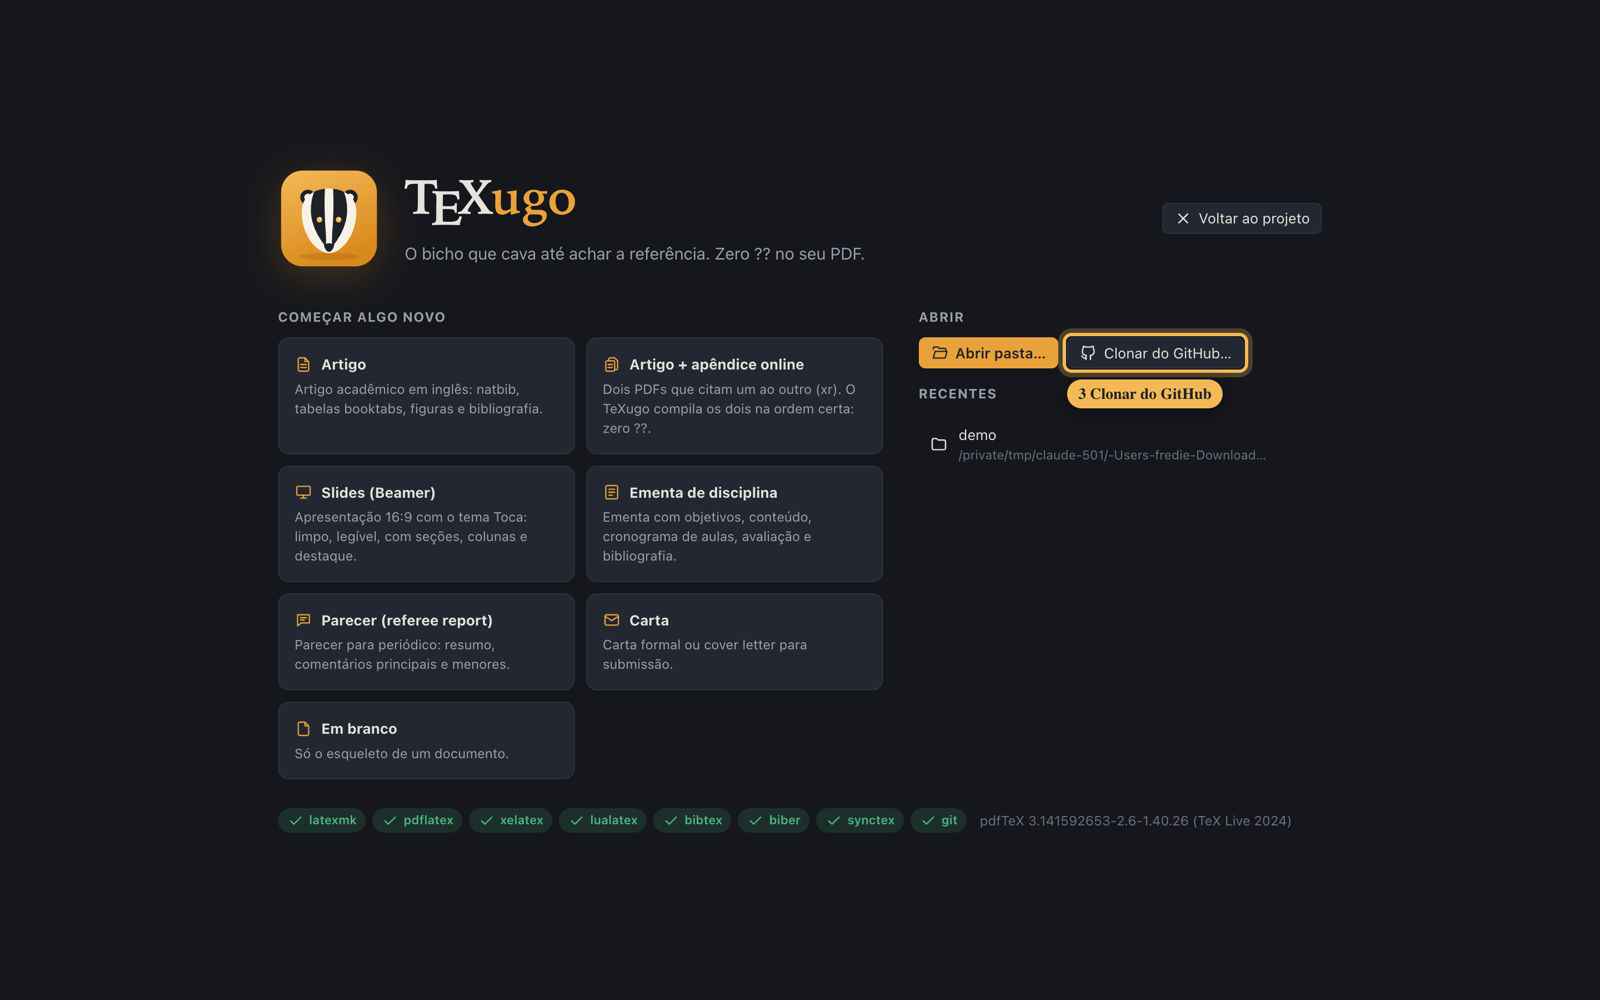 TEXugo
O bicho que cava até achar a referência. Zero ?? no seu PDF.
Voltar ao projeto
COMEÇAR ALGO NOVO
Artigo
Artigo acadêmico em inglês: natbib,
tabelas booktabs, figuras e bibliografia.
Artigo + apêndice online
Dois PDFs que citam um ao outro (xr). O
TeXugo compila os dois na ordem certa:
zero ??.
Slides (Beamer)
Apresentação 16:9 com o tema Toca:
limpo, legível, com seções, colunas e
destaque.
Ementa de disciplina
Ementa com objetivos, conteúdo,
cronograma de aulas, avaliação e
bibliografia.
Parecer (referee report)
Parecer para periódico: resumo,
comentários principais e menores.
Carta
Carta formal ou cover letter para
submissão.
Em branco
Só o esqueleto de um documento.
ABRIR
Abrir pasta...
Clonar do GitHub...
3 Clonar do GitHub
RECENTES
demo
/private/tmp/claude-501/-Users-fredie-Download...
latexmk
pdflatex
xelatex
lualatex
bibtex
biber
synctex
git
pdfTeX 3.141592653-2.6-1.40.26 (TeX Live 2024)